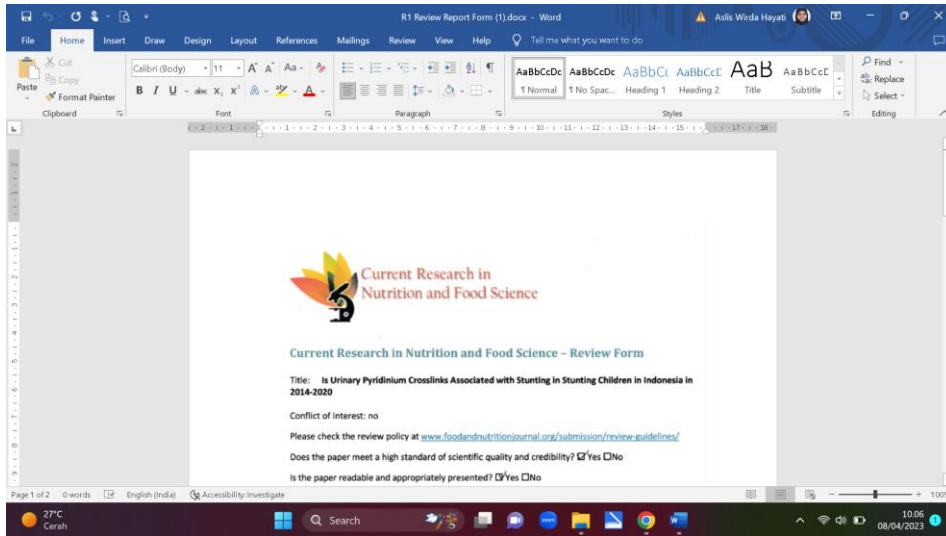 R1 Review Report Form (1).docx - Word
Aslis Wirda Hayati
File Home Insert Draw Design Layout References Mailings Review View Help Tell me what you want to do
Paste
Cut
Copy
Format Painter
Clipboard
Calibri (Body) 11
Font
Paragraph
AaBbCcDc AaBbCcDc AaBbCc AaBbCcE AaB AaBbCcE
¶ Normal ¶ No Spac... Heading 1 Heading 2 Title Subtitle
Styles
Find
Replace
Select
Editing
Current Research in
Nutrition and Food Science
Current Research in Nutrition and Food Science – Review Form
Title: Is Urinary Pyridinium Crosslinks Associated with Stunting in Stunting Children in Indonesia in
2014-2020
Conflict of Interest: no
Please check the review policy at www.foodandnutritionjournal.org/submission/review-guidelines/
Does the paper meet a high standard of scientific quality and credibility? ☑Yes ☐No
Is the paper readable and appropriately presented? ☑Yes ☐No
Page 1 of 2 0 words English (India) Accessibility: Investigate 100%
27°C
Cerah
Search
10.06
08/04/2023